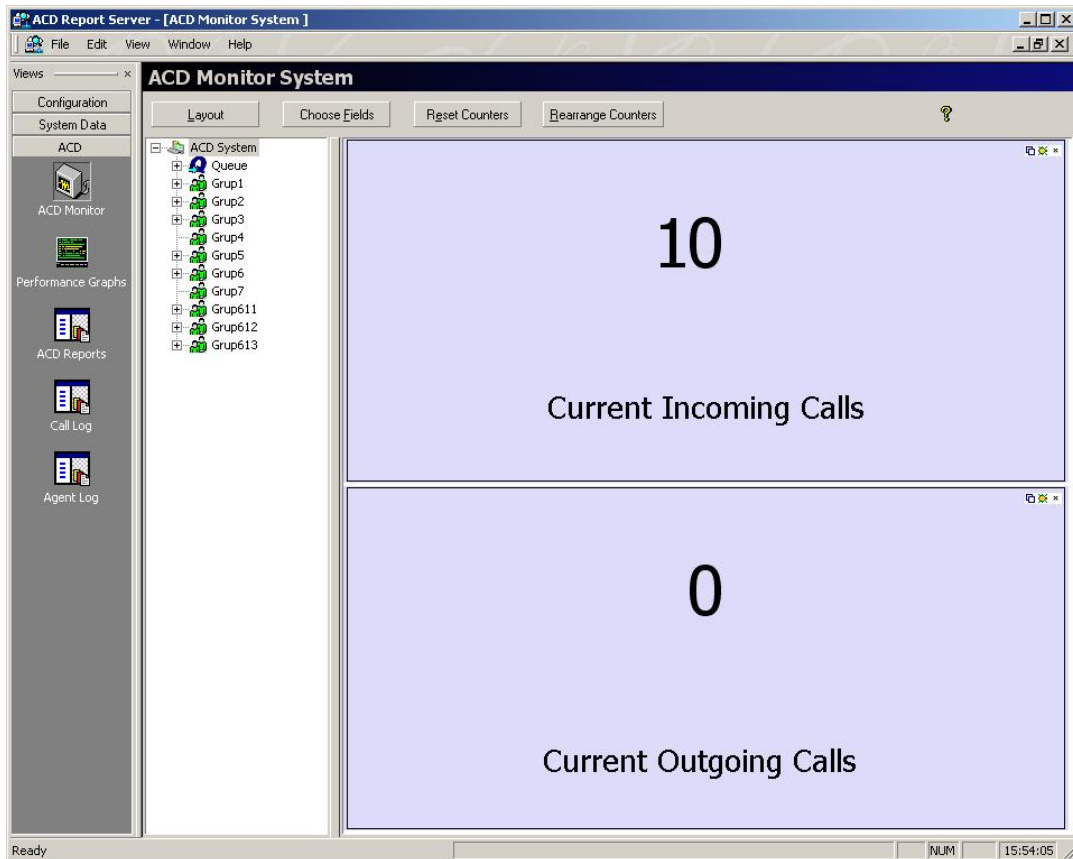 ACD Report Server - [ACD Monitor System ]
File Edit View Window Help
Views
ACD Monitor System
Configuration
System Data
ACD
ACD Monitor
Performance Graphs
ACD Reports
Call Log
Agent Log
Layout Choose Fields Reset Counters Rearrange Counters
ACD System
Queue
Grup1
Grup2
Grup3
Grup4
Grup5
Grup6
Grup7
Grup611
Grup612
Grup613
10
Current Incoming Calls
0
Current Outgoing Calls
Ready NUM 15:54:05